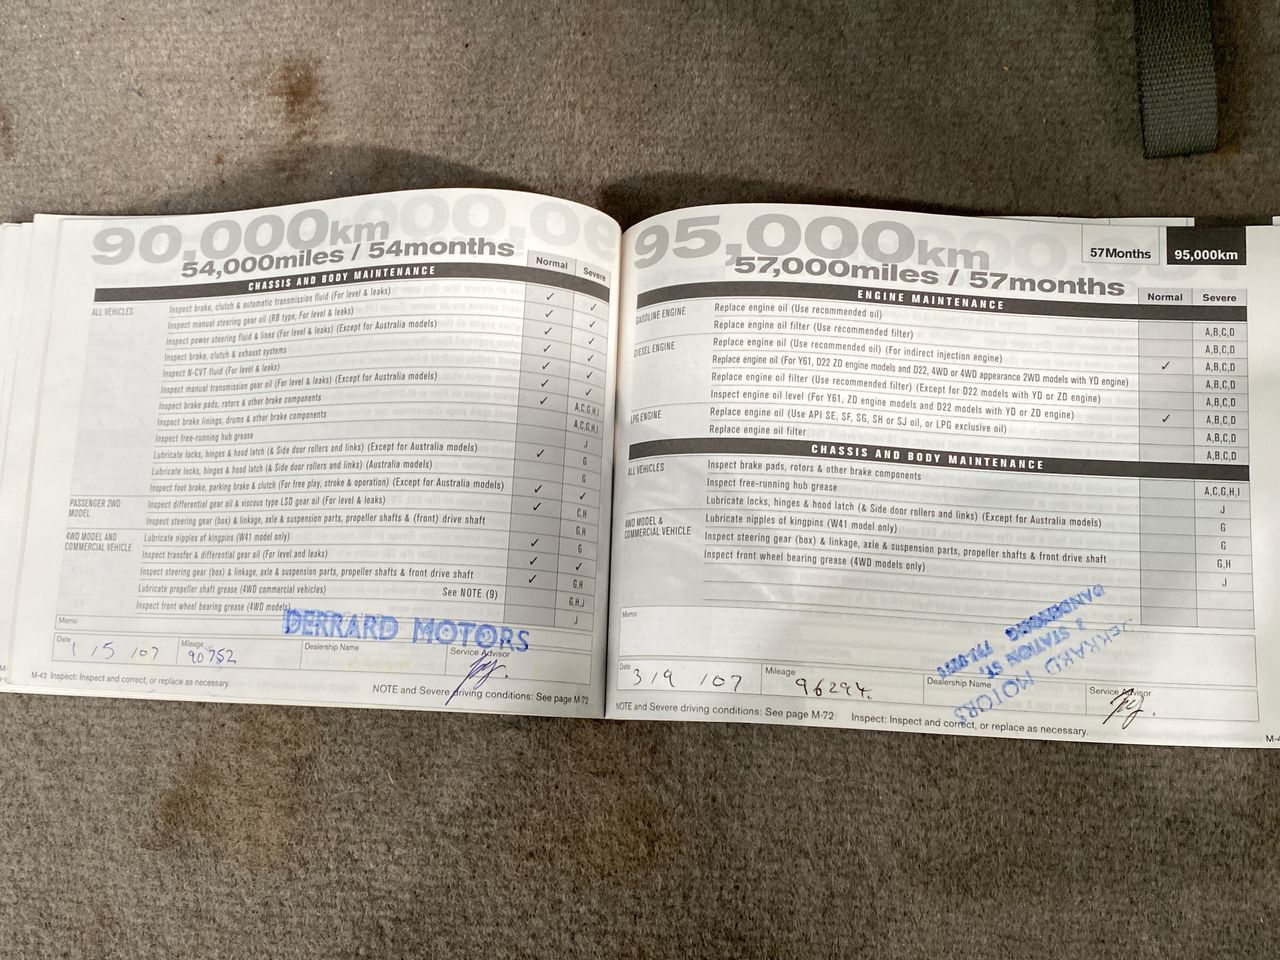 90,000km
54,000miles / 54months
Normal Severe
CHASSIS AND BODY MAINTENANCE
ALL VEHICLES
Inspect brake, clutch & automatic transmission fluid (For level & leaks) ✓ ✓
Inspect manual steering gear oil (RB type, For level & leaks) ✓ ✓
Inspect power steering fluid & lines (For level & leaks) (Except for Australia models) ✓ ✓
Inspect brake, clutch & exhaust systems ✓ ✓
Inspect N-CVT fluid (For level & leaks) ✓ ✓
Inspect manual transmission gear oil (For level & leaks) (Except for Australia models) ✓ ✓
Inspect brake pads, rotors & other brake components ✓ A,C,G,H,I
Inspect brake linings, drums & other brake components A,C,G,H,I
Inspect free-running hub grease J
Lubricate locks, hinges & hood latch (& Side door rollers and links) (Except for Australia models) ✓ G
Lubricate locks, hinges & hood latch (& Side door rollers and links) (Australia models) G
Inspect foot brake, parking brake & clutch (For free play, stroke & operation) (Except for Australia models) ✓ ✓
PASSENGER 2WD MODEL
Inspect differential gear oil & viscous type LSD gear oil (For level & leaks) ✓ C,H
Inspect steering gear (box) & linkage, axle & suspension parts, propeller shafts & (front) drive shaft G,H
4WD MODEL AND COMMERCIAL VEHICLE
Lubricate nipples of kingpins (W41 model only) ✓ G
Inspect transfer & differential gear oil (For level and leaks) ✓ ✓
Inspect steering gear (box) & linkage, axle & suspension parts, propeller shafts & front drive shaft ✓ G,H
Lubricate propeller shaft grease (4WD commercial vehicles) See NOTE (9) G,H,J
Inspect front wheel bearing grease (4WD models) J
Memo
DERRARD MOTORS
Date 1 / 5 / 07 Mileage 90752 Dealership Name Service Advisor
M-42 Inspect: Inspect and correct, or replace as necessary.
NOTE and Severe driving conditions: See page M-72
95,000km
57,000miles / 57months
57Months 95,000km
Normal Severe
ENGINE MAINTENANCE
GASOLINE ENGINE
Replace engine oil (Use recommended oil) A,B,C,D
Replace engine oil filter (Use recommended filter) A,B,C,D
DIESEL ENGINE
Replace engine oil (Use recommended oil) (For indirect injection engine) ✓ A,B,C,D
Replace engine oil (For Y61, D22 ZD engine models and D22, 4WD or 4WD appearance 2WD models with YD engine) A,B,C,D
Replace engine oil filter (Use recommended filter) (Except for D22 models with YD or ZD engine) A,B,C,D
Inspect engine oil level (For Y61, ZD engine models and D22 models with YD or ZD engine) ✓ A,B,C,D
LPG ENGINE
Replace engine oil (Use API SE, SF, SG, SH or SJ oil, or LPG exclusive oil) A,B,C,D
Replace engine oil filter A,B,C,D
CHASSIS AND BODY MAINTENANCE
ALL VEHICLES
Inspect brake pads, rotors & other brake components A,C,G,H,I
Inspect free-running hub grease J
Lubricate locks, hinges & hood latch (& Side door rollers and links) (Except for Australia models) G
4WD MODEL & COMMERCIAL VEHICLE
Lubricate nipples of kingpins (W41 model only) G
Inspect steering gear (box) & linkage, axle & suspension parts, propeller shafts & front drive shaft G,H
Inspect front wheel bearing grease (4WD models only) J
Memo
MOTORS
STATION ST,
DANDENONG
Date 3 / 9 / 07 Mileage 96294. Dealership Name Service Advisor
NOTE and Severe driving conditions: See page M-72 Inspect: Inspect and correct, or replace as necessary.